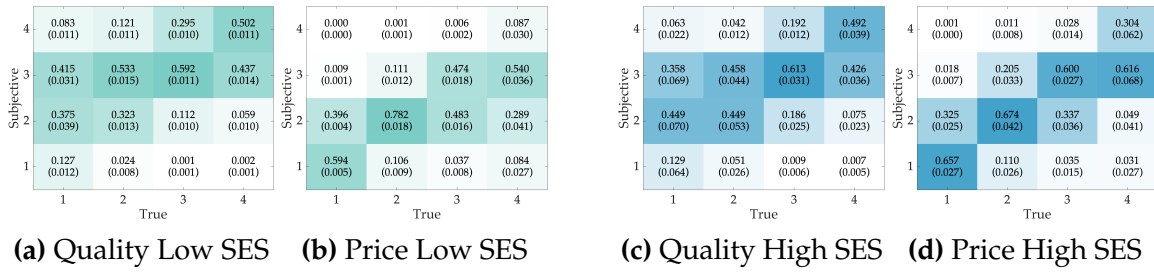 4
0.083 0.121 0.295 0.502
(0.011) (0.011) (0.010) (0.011)
3
0.415 0.533 0.592 0.437
(0.031) (0.015) (0.011) (0.014)
2
0.375 0.323 0.112 0.059
(0.039) (0.013) (0.010) (0.010)
1
0.127 0.024 0.001 0.002
(0.012) (0.008) (0.001) (0.001)
Subjective
1 2 3 4
True
(a) Quality Low SES
4
0.000 0.001 0.006 0.087
(0.000) (0.001) (0.002) (0.030)
3
0.009 0.111 0.474 0.540
(0.001) (0.012) (0.018) (0.036)
2
0.396 0.782 0.483 0.289
(0.004) (0.018) (0.016) (0.041)
1
0.594 0.106 0.037 0.084
(0.005) (0.009) (0.008) (0.027)
Subjective
1 2 3 4
True
(b) Price Low SES
4
0.063 0.042 0.192 0.492
(0.022) (0.012) (0.012) (0.039)
3
0.358 0.458 0.613 0.426
(0.069) (0.044) (0.031) (0.036)
2
0.449 0.449 0.186 0.075
(0.070) (0.053) (0.025) (0.023)
1
0.129 0.051 0.009 0.007
(0.064) (0.026) (0.006) (0.005)
Subjective
1 2 3 4
True
(c) Quality High SES
4
0.001 0.011 0.028 0.304
(0.000) (0.008) (0.014) (0.062)
3
0.018 0.205 0.600 0.616
(0.007) (0.033) (0.027) (0.068)
2
0.325 0.674 0.337 0.049
(0.025) (0.042) (0.036) (0.041)
1
0.657 0.110 0.035 0.031
(0.027) (0.026) (0.015) (0.027)
Subjective
1 2 3 4
True
(d) Price High SES